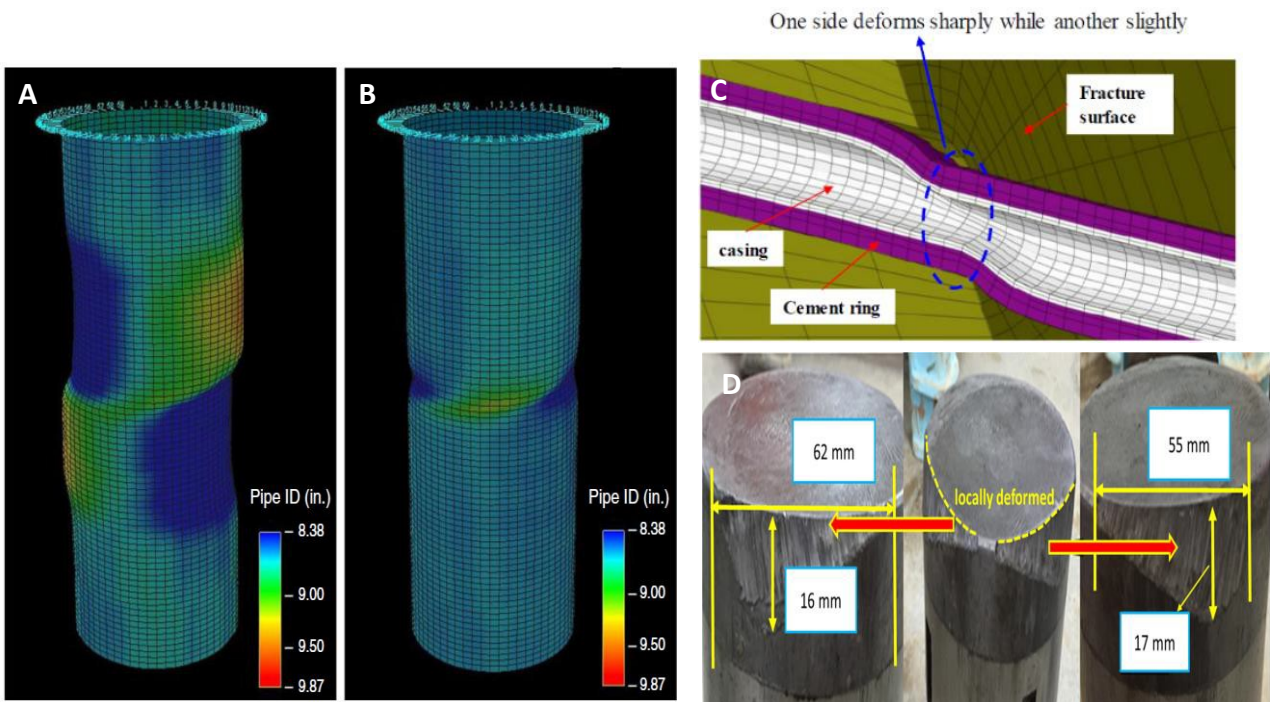 One side deforms sharply while another slightly
A
B
C
Fracture
surface
casing
Cement ring
Pipe ID (in.)
8.38
9.00
9.50
9.87
Pipe ID (in.)
8.38
9.00
9.50
9.87
D
62 mm
locally deformed
55 mm
16 mm
17 mm